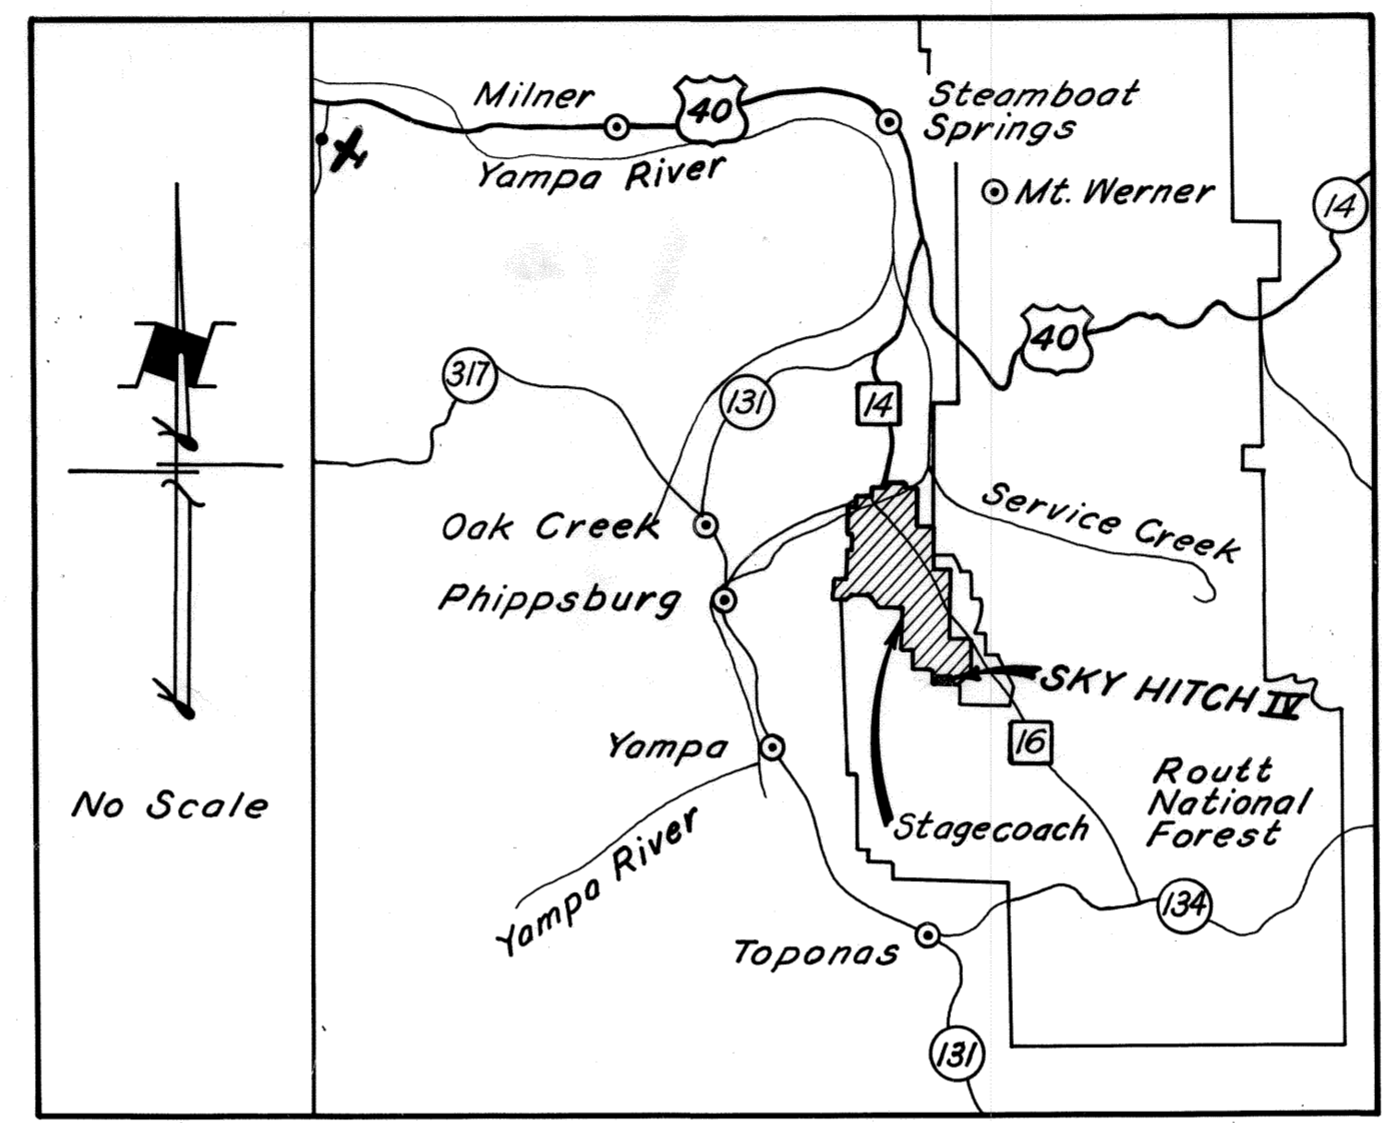 Milner
40
Steamboat
Springs
Yampa River
Mt. Werner
14
40
317
131
14
Oak Creek
Service Creek
Phippsburg
SKY HITCH IV
Yampa
16
No Scale
Routt
National
Forest
Stagecoach
Yampa River
134
Toponas
131